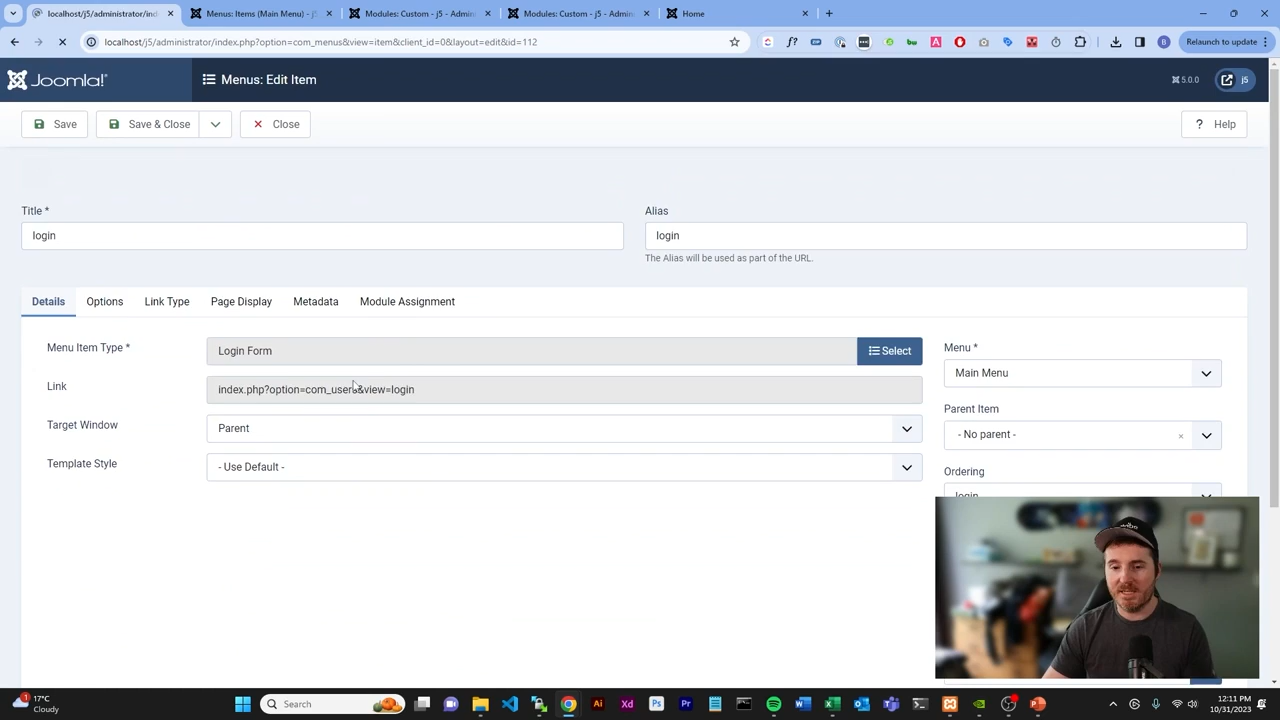 localhost/j5/administrator/ind
Menus: Items (Main Menu) - j5
Modules: Custom - j5 - Admin
Modules: Custom - j5 - Admin
Home
localhost/j5/administrator/index.php?option=com_menus&view=item&client_id=0&layout=edit&id=112
Relaunch to update
Joomla!
Menus: Edit Item
5.0.0
j5
Save
Save & Close
Close
? Help
Title *
Alias
login
login
The Alias will be used as part of the URL.
Details
Options
Link Type
Page Display
Metadata
Module Assignment
Menu Item Type *
Login Form
Select
Menu *
Main Menu
Link
index.php?option=com_users&view=login
Parent Item
- No parent -
Target Window
Parent
Template Style
- Use Default -
Ordering
login
1
17°C
Cloudy
Search
12:11 PM
10/31/2023